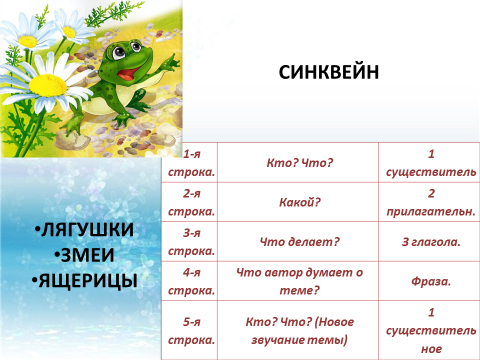 СИНКВЕЙН
1-я
строка.
Кто? Что?
1
существитель
2-я
строка.
Какой?
2
прилагательн.
3-я
строка.
Что делает?
3 глагола.
4-я
строка.
Что автор думает о
теме?
Фраза.
5-я
строка.
Кто? Что? (Новое
звучание темы)
1
существитель
ное
•ЛЯГУШКИ
•ЗМЕИ
•ЯЩЕРИЦЫ